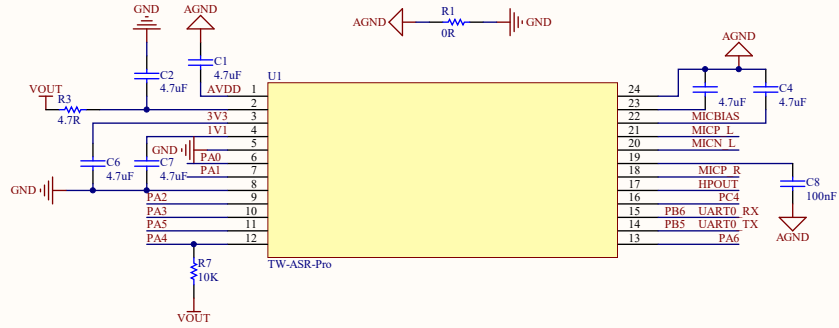 GND
AGND
AGND
R1
0R
GND
AGND
C2
4.7uF
C1
4.7uF
U1
VOUT
R3
4.7R
AVDD
1
2
3V3
3
1V1
4
GND
5
PA0
6
PA1
7
C6
4.7uF
C7
4.7uF
GND
8
PA2
9
PA3
10
PA5
11
PA4
12
R7
10K
VOUT
TW-ASR-Pro
24
23
22
MICBIAS
21
MICP_L
20
MICN_L
19
18
MICP_R
17
HPOUT
16
PC4
15
PB6
UART0_RX
14
PB5
UART0_TX
13
PA6
4.7uF
C4
4.7uF
C8
100nF
AGND